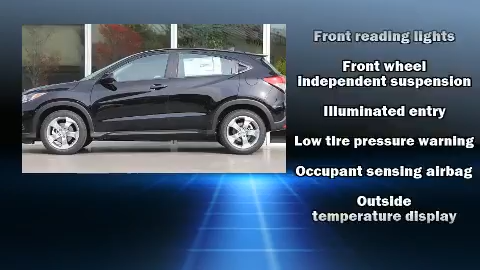 Front reading lights
Front wheel
independent suspension
Illuminated entry
Low tire pressure warning
Occupant sensing airbag
Outside
temperature display